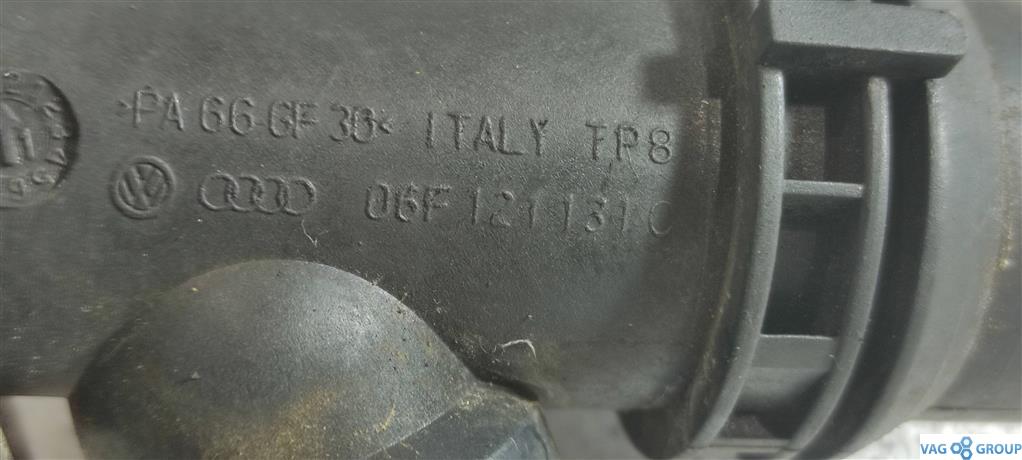 >PA 66 GF 30< ITALY TP8
06F 121 131 C
VAG GROUP